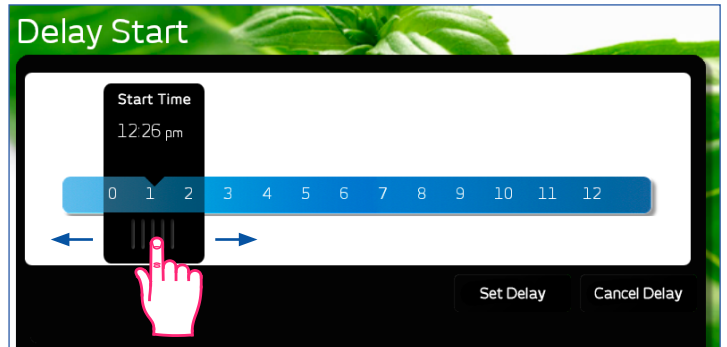 Delay Start
Start Time
12:26 pm
0 1 2 3 4 5 6 7 8 9 10 11 12
Set Delay Cancel Delay